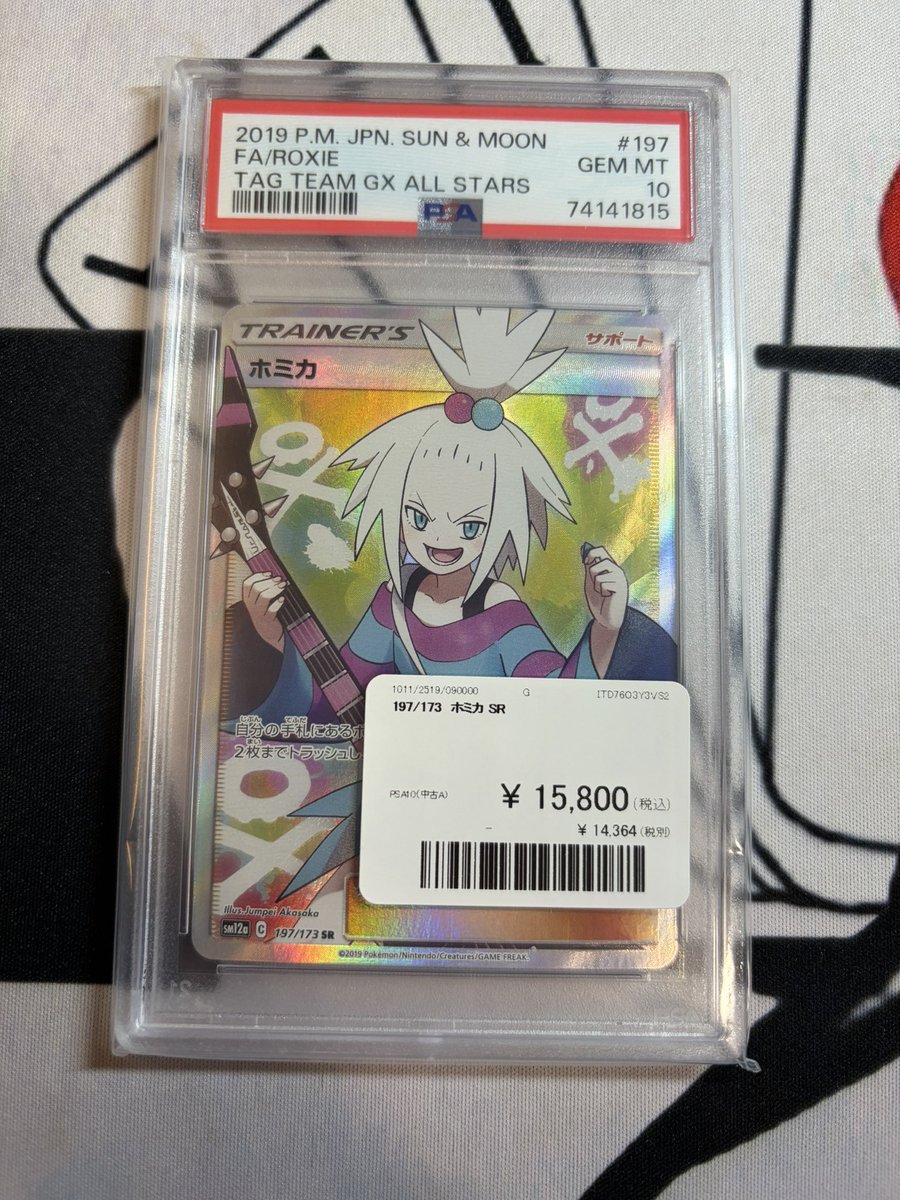 2019 P.M. JPN. SUN & MOON #197
FA/ROXIE GEM MT
TAG TEAM GX ALL STARS 10
PSA 74141815
TRAINER'S サポート
ホミカ
自分の手札にあるポ
2枚までトラッシュし
1011/2519/090000 G ITD76O3Y3VS2
197/173 ホミカ SR
PSA10(中古A) ¥ 15,800(税込)
- ¥ 14,364(税別)
Illus. Jumpei Akasaka
SM12a C 197/173 SR
©2019 Pokémon/Nintendo/Creatures/GAME FREAK.